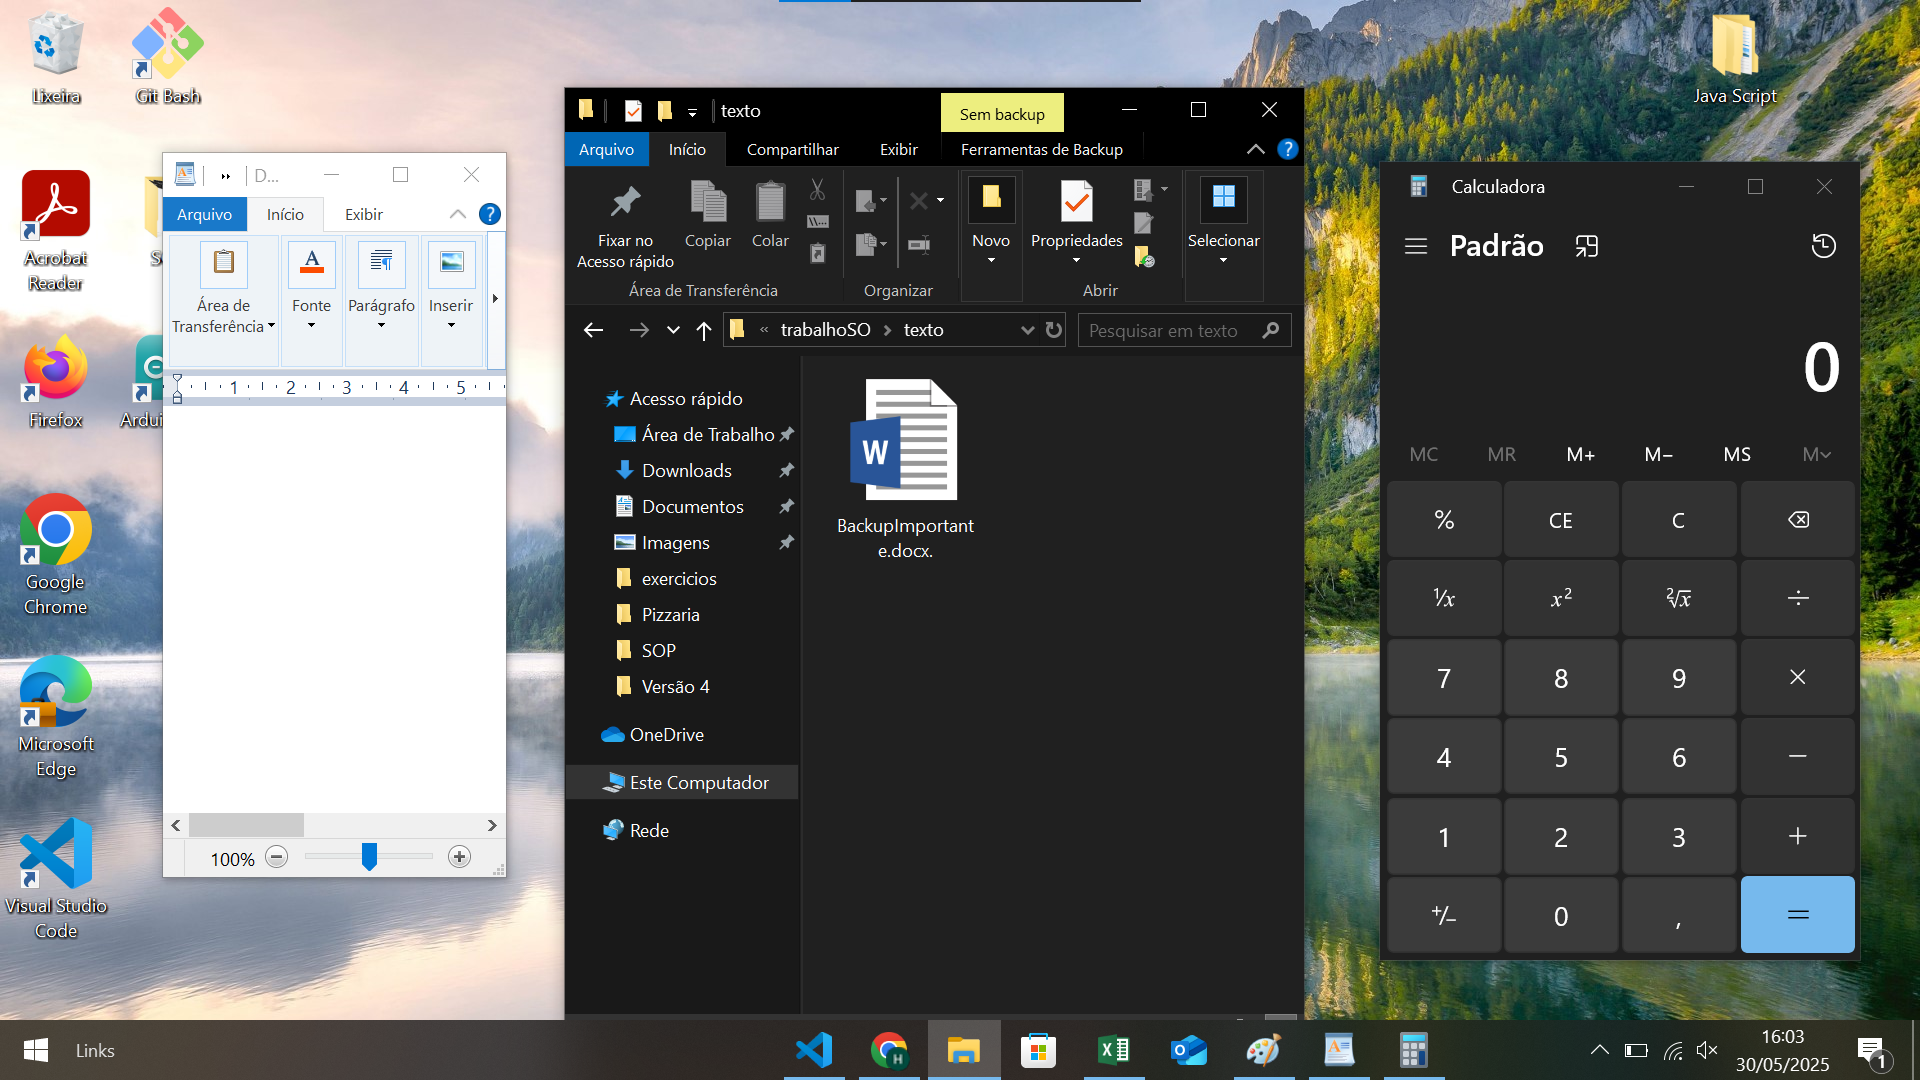 Lixeira
Git Bash
Acrobat
Reader
S
Firefox
Ardui
Google
Chrome
Microsoft
Edge
Visual Studio
Code
Java Script
D...
Arquivo
Início
Exibir
Área de
Transferência
Fonte
Parágrafo
Inserir
1 2 3 4 5
100%
texto
Sem backup
Arquivo
Início
Compartilhar
Exibir
Ferramentas de Backup
Fixar no
Acesso rápido
Copiar
Colar
Novo
Propriedades
Selecionar
Área de Transferência
Organizar
Abrir
« trabalhoSO > texto
Pesquisar em texto
Acesso rápido
Área de Trabalho
Downloads
Documentos
Imagens
exercicios
Pizzaria
SOP
Versão 4
OneDrive
Este Computador
Rede
W
BackupImportant
e.docx.
Calculadora
Padrão
0
MC MR M+ M− MS M
% CE C
¹/x x² ²√x ÷
7 8 9 ×
4 5 6 −
1 2 3 +
+/− 0 , =
Links
H
16:03
30/05/2025
1